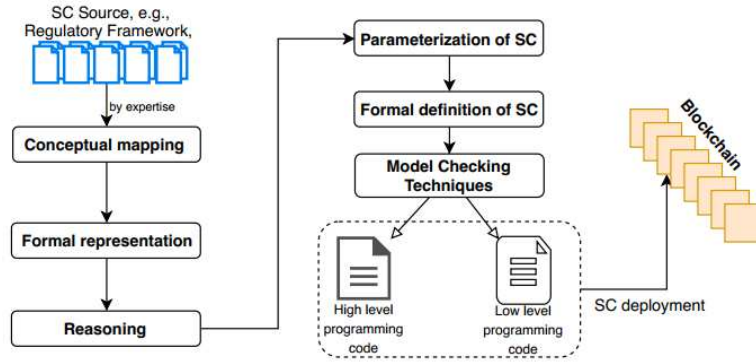 SC Source, e.g.,
Regulatory Framework,
by expertise
Conceptual mapping
Formal representation
Reasoning
Parameterization of SC
Formal definition of SC
Model Checking
Techniques
High level
programming
code
Low level
programming
code
SC deployment
Blockchain